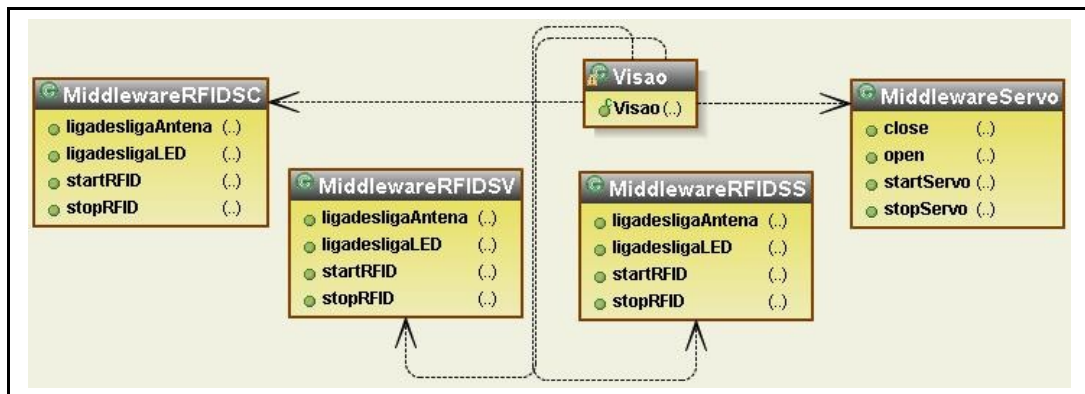 MiddlewareRFIDSC
ligadesligaAntena (..)
ligadesligaLED (..)
startRFID (..)
stopRFID (..)
MiddlewareRFIDSV
ligadesligaAntena (..)
ligadesligaLED (..)
startRFID (..)
stopRFID (..)
Visao
Visao (..)
MiddlewareRFIDSS
ligadesligaAntena (..)
ligadesligaLED (..)
startRFID (..)
stopRFID (..)
MiddlewareServo
close (..)
open (..)
startServo (..)
stopServo (..)